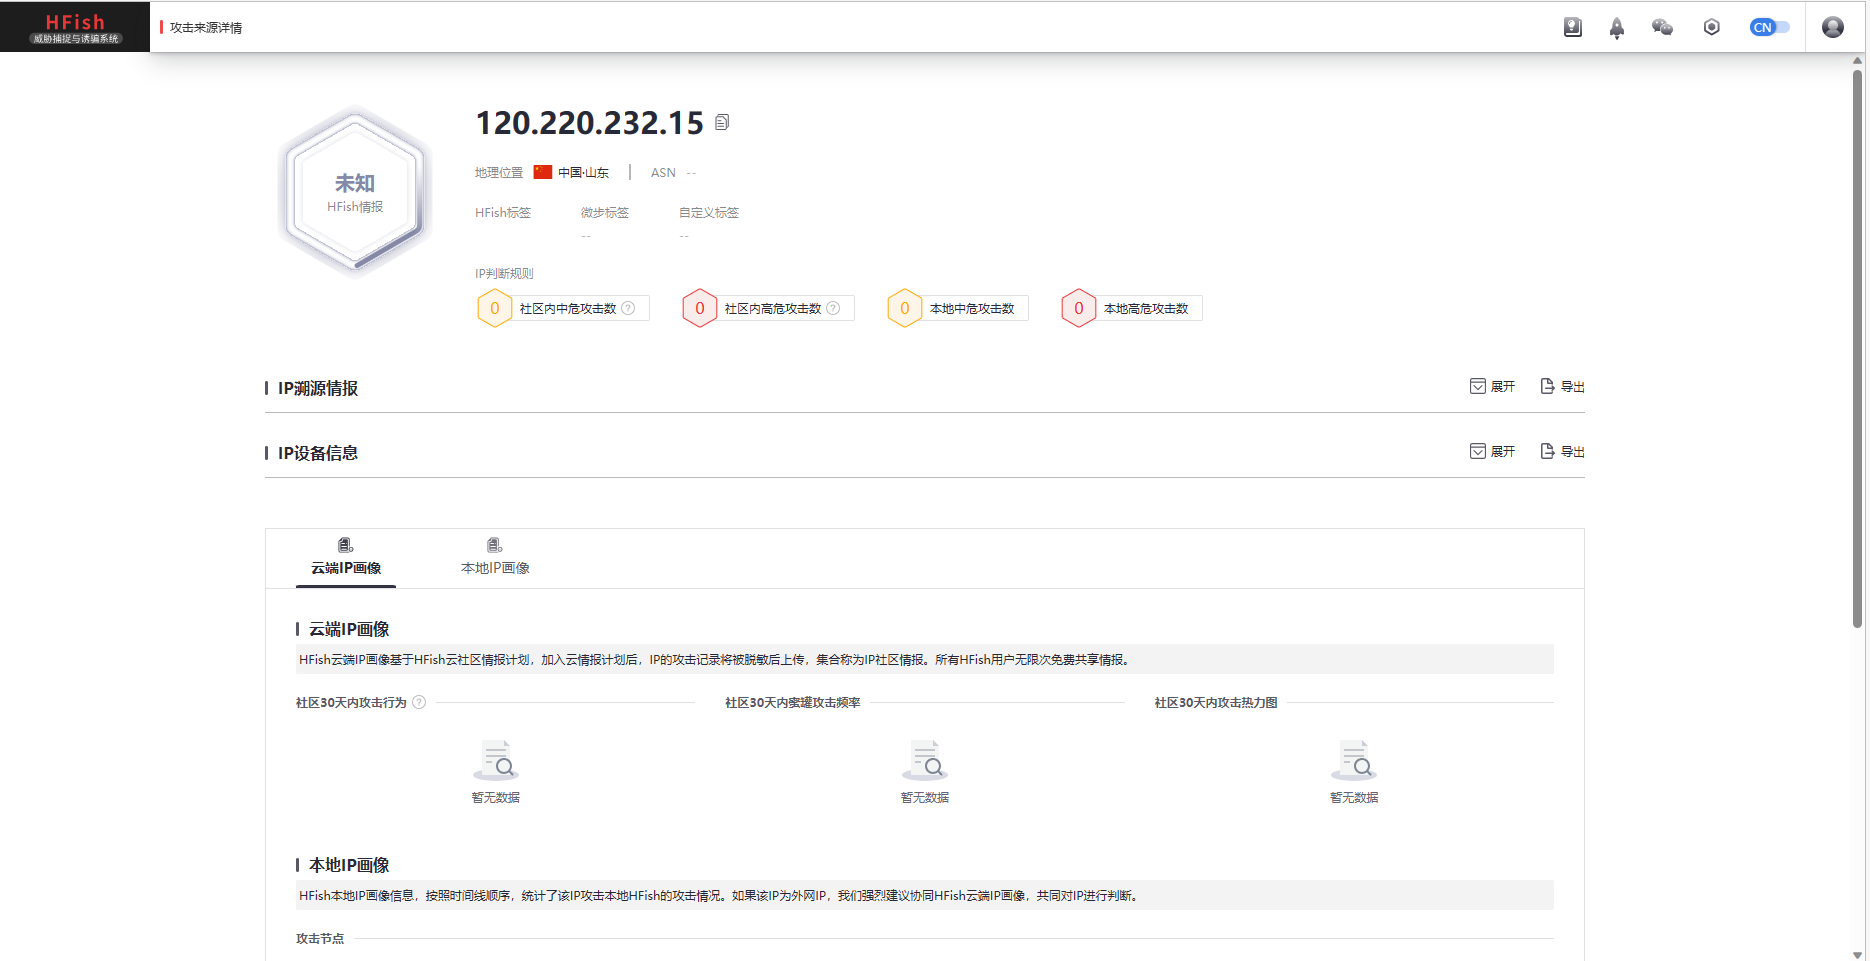 HFish
威胁捕捉与诱骗系统
攻击来源详情
CN
未知
HFish情报
120.220.232.15
地理位置 中国·山东 ASN --
HFish标签 微步标签 自定义标签
-- --
IP判断规则
0 社区内中危攻击数 ?
0 社区内高危攻击数 ?
0 本地中危攻击数
0 本地高危攻击数
IP溯源情报 展开 导出
IP设备信息 展开 导出
云端IP画像 本地IP画像
云端IP画像
HFish云端IP画像基于HFish云社区情报计划，加入云情报计划后，IP的攻击记录将被脱敏后上传，集合称为IP社区情报。所有HFish用户无限次免费共享情报。
社区30天内攻击行为 ? 社区30天内蜜罐攻击频率 社区30天内攻击热力图
暂无数据 暂无数据 暂无数据
本地IP画像
HFish本地IP画像信息，按照时间线顺序，统计了该IP攻击本地HFish的攻击情况。如果该IP为外网IP，我们强烈建议协同HFish云端IP画像，共同对IP进行判断。
攻击节点